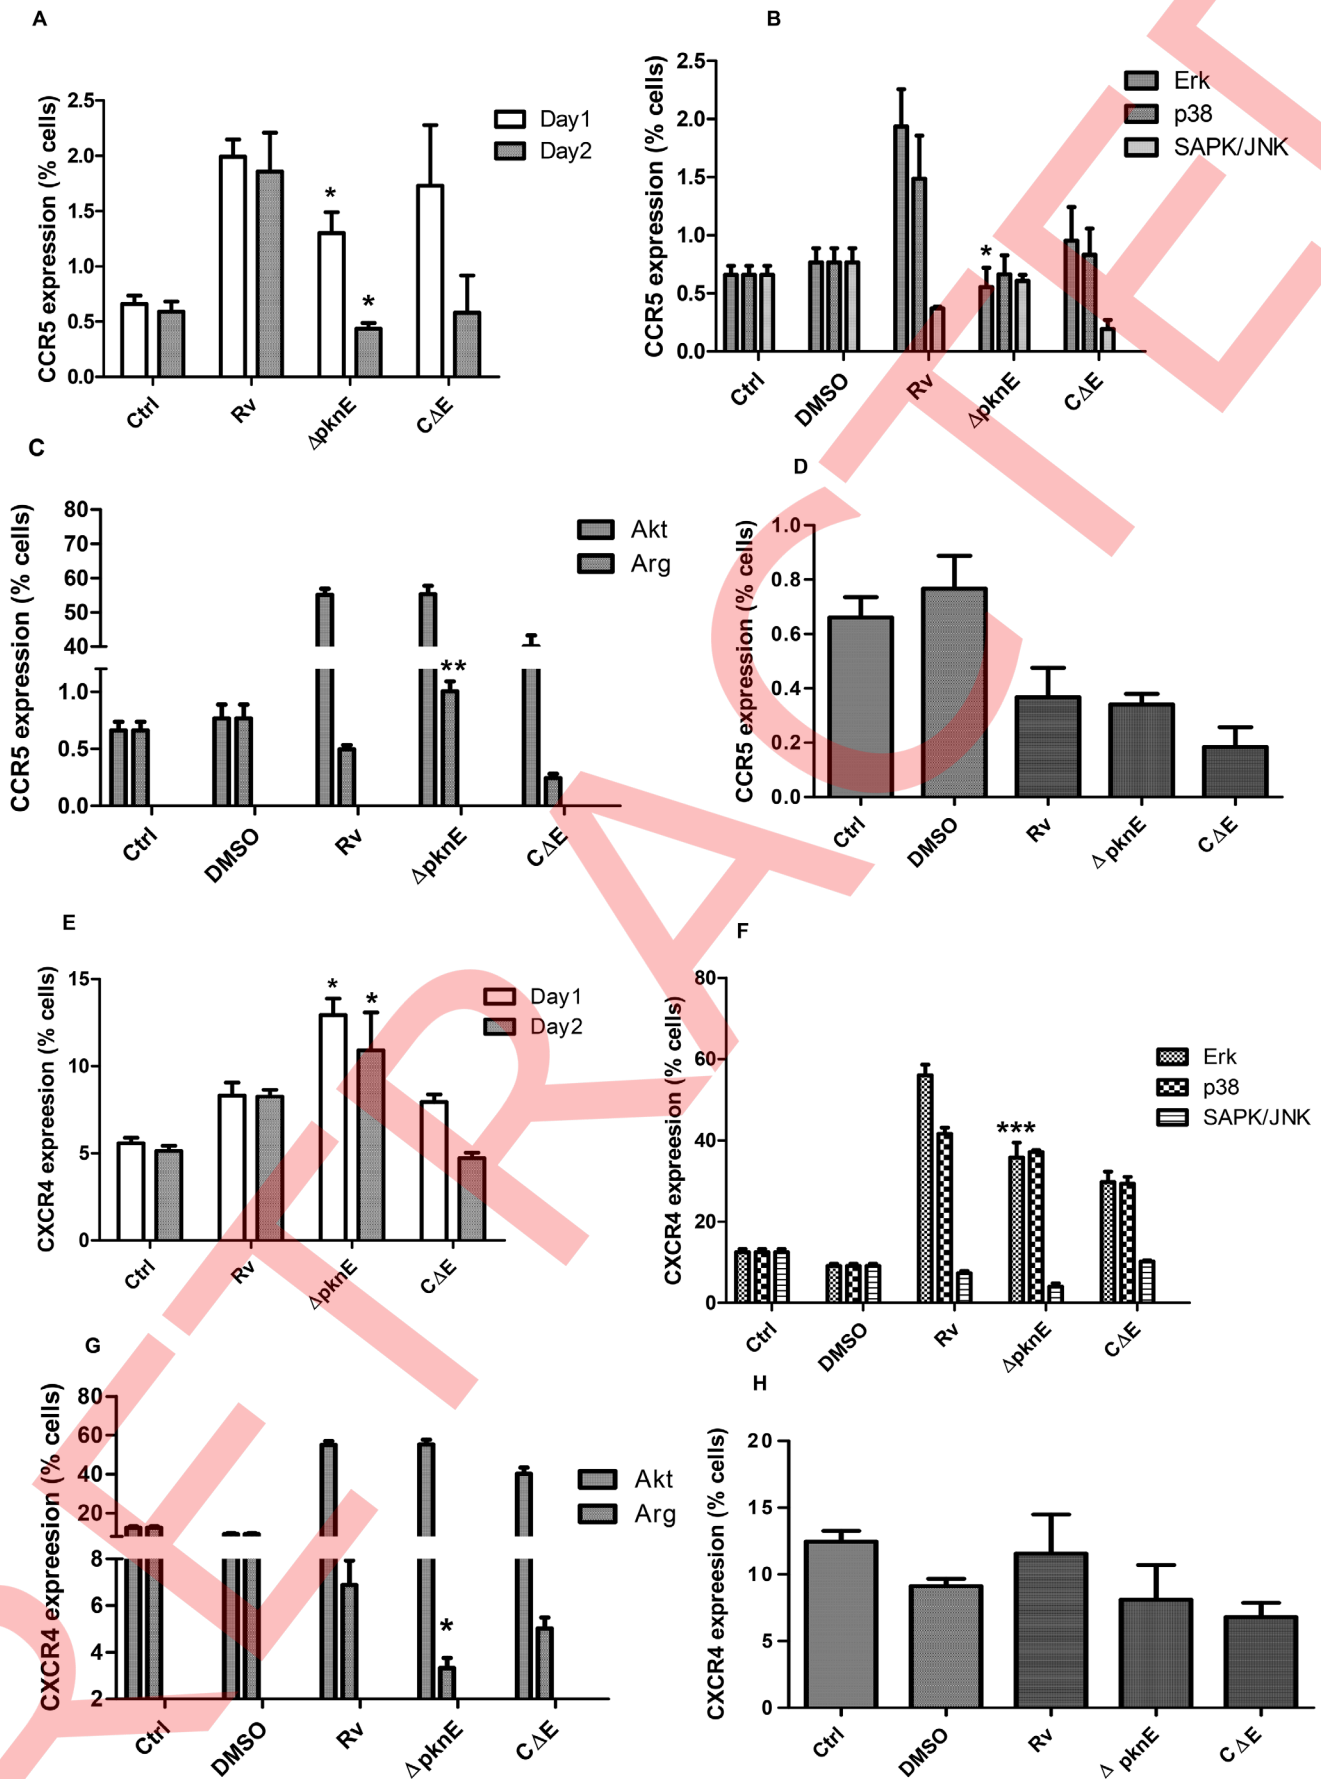 A
CCR5 expression (% cells)
2.5
2.0
1.5
1.0
0.5
0.0
*
*
Day1
Day2
Ctrl
Rv
ΔpknE
CΔE
B
CCR5 expression (% cells)
2.5
2.0
1.5
1.0
0.5
0.0
*
Erk
p38
SAPK/JNK
Ctrl
DMSO
Rv
ΔpknE
CΔE
C
CCR5 expression (% cells)
80
70
60
50
40
1.0
0.5
0.0
**
Akt
Arg
Ctrl
DMSO
Rv
ΔpknE
CΔE
D
CCR5 expression (% cells)
1.0
0.8
0.6
0.4
0.2
0.0
Ctrl
DMSO
Rv
Δ pknE
CΔE
E
CXCR4 expreesion (% cells)
15
10
5
0
*
*
Day1
Day2
Ctrl
Rv
ΔpknE
CΔE
F
CXCR4 expreesion (% cells)
80
60
40
20
0
***
Erk
p38
SAPK/JNK
Ctrl
DMSO
Rv
ΔpknE
CΔE
G
CXCR4 expreesion (% cells)
80
60
40
20
8
6
4
2
*
Akt
Arg
Ctrl
DMSO
Rv
Δ pknE
CΔE
H
CXCR4 expreesion (% cells)
20
15
10
5
0
Ctrl
DMSO
Rv
Δ pknE
CΔE
RETRACTED